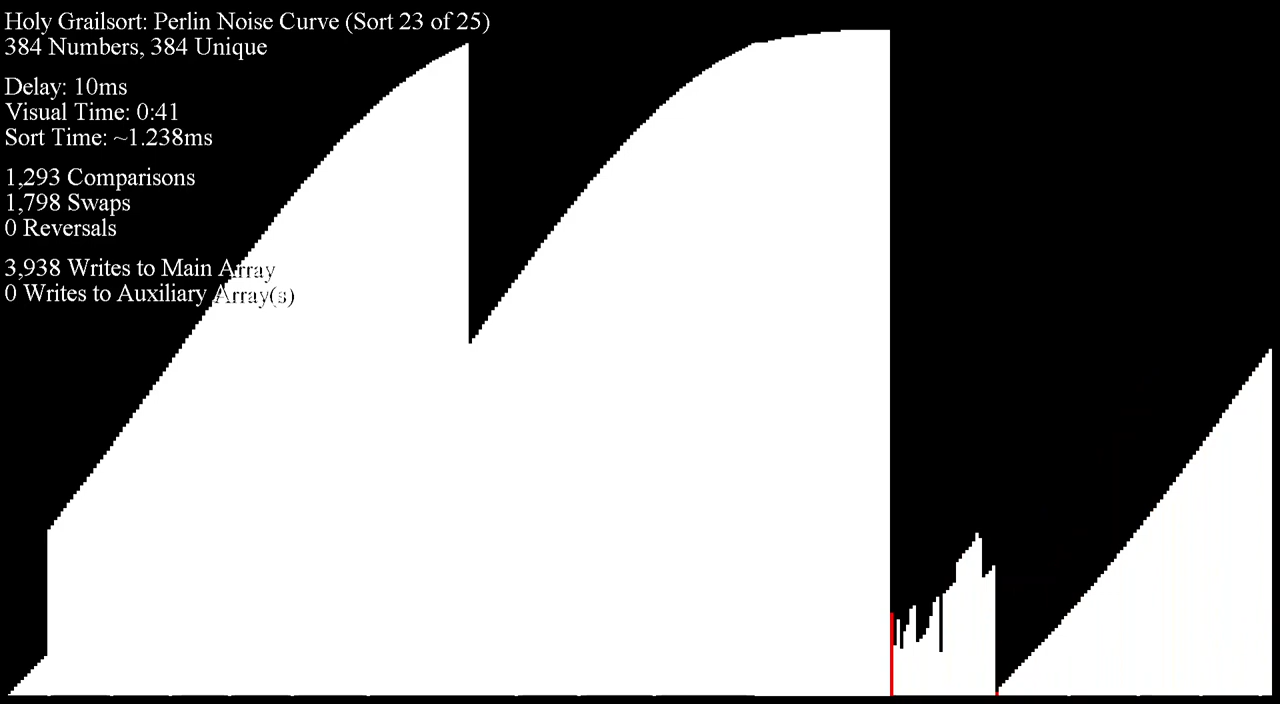 Holy Grailsort: Perlin Noise Curve (Sort 23 of 25)
384 Numbers, 384 Unique
Delay: 10ms
Visual Time: 0:41
Sort Time: ~1.238ms
1,293 Comparisons
1,798 Swaps
0 Reversals
3,938 Writes to Main Array
0 Writes to Auxiliary Array(s)